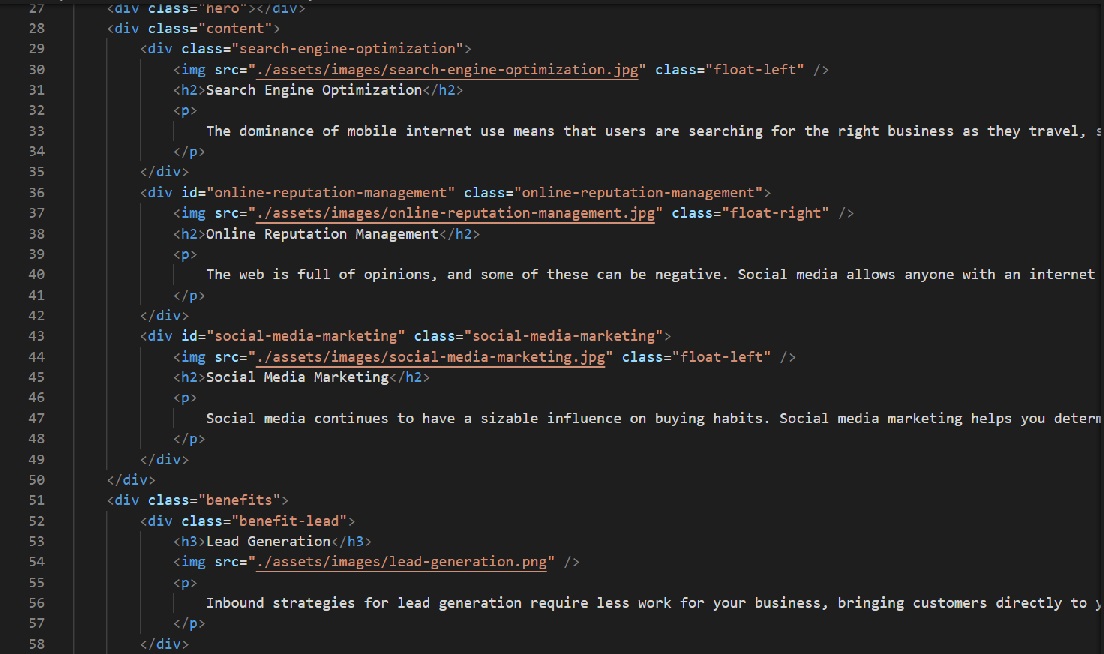 27 <div class="hero"></div>
28 <div class="content">
29 <div class="search-engine-optimization">
30 <img src="./assets/images/search-engine-optimization.jpg" class="float-left" />
31 <h2>Search Engine Optimization</h2>
32 <p>
33 The dominance of mobile internet use means that users are searching for the right business as they travel,
34 </p>
35 </div>
36 <div id="online-reputation-management" class="online-reputation-management">
37 <img src="./assets/images/online-reputation-management.jpg" class="float-right" />
38 <h2>Online Reputation Management</h2>
39 <p>
40 The web is full of opinions, and some of these can be negative. Social media allows anyone with an internet
41 </p>
42 </div>
43 <div id="social-media-marketing" class="social-media-marketing">
44 <img src="./assets/images/social-media-marketing.jpg" class="float-left" />
45 <h2>Social Media Marketing</h2>
46 <p>
47 Social media continues to have a sizable influence on buying habits. Social media marketing helps you determ
48 </p>
49 </div>
50 </div>
51 <div class="benefits">
52 <div class="benefit-lead">
53 <h3>Lead Generation</h3>
54 <img src="./assets/images/lead-generation.png" />
55 <p>
56 Inbound strategies for lead generation require less work for your business, bringing customers directly to y
57 </p>
58 </div>